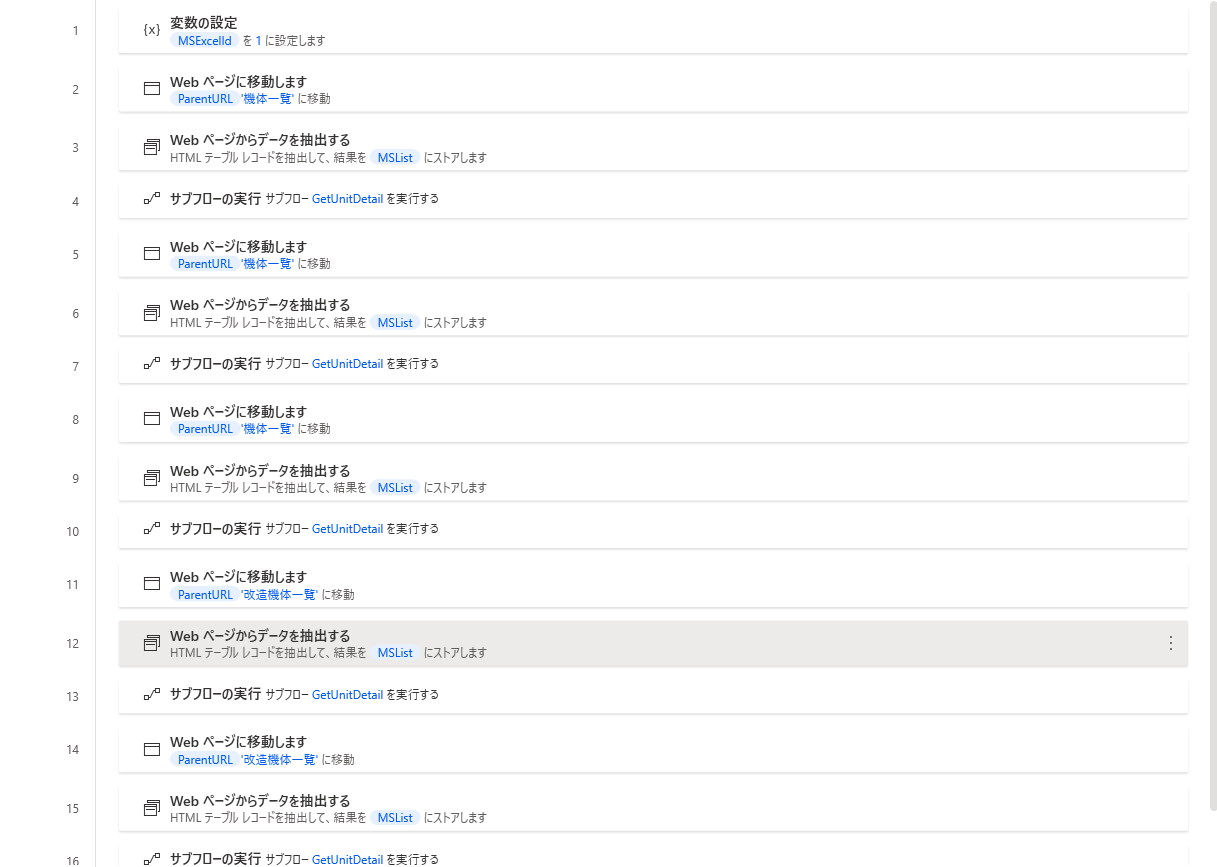 1
{x} 変数の設定
MSExcelId を 1 に設定します
2
Web ページに移動します
ParentURL '機体一覧' に移動
3
Web ページからデータを抽出する
HTML テーブル レコードを抽出して、結果を MSList にストアします
4
サブフローの実行 サブフロー GetUnitDetail を実行する
5
Web ページに移動します
ParentURL '機体一覧' に移動
6
Web ページからデータを抽出する
HTML テーブル レコードを抽出して、結果を MSList にストアします
7
サブフローの実行 サブフロー GetUnitDetail を実行する
8
Web ページに移動します
ParentURL '機体一覧' に移動
9
Web ページからデータを抽出する
HTML テーブル レコードを抽出して、結果を MSList にストアします
10
サブフローの実行 サブフロー GetUnitDetail を実行する
11
Web ページに移動します
ParentURL '改造機体一覧' に移動
12
Web ページからデータを抽出する
HTML テーブル レコードを抽出して、結果を MSList にストアします
13
サブフローの実行 サブフロー GetUnitDetail を実行する
14
Web ページに移動します
ParentURL '改造機体一覧' に移動
15
Web ページからデータを抽出する
HTML テーブル レコードを抽出して、結果を MSList にストアします
16
サブフローの実行 サブフロー GetUnitDetail を実行する